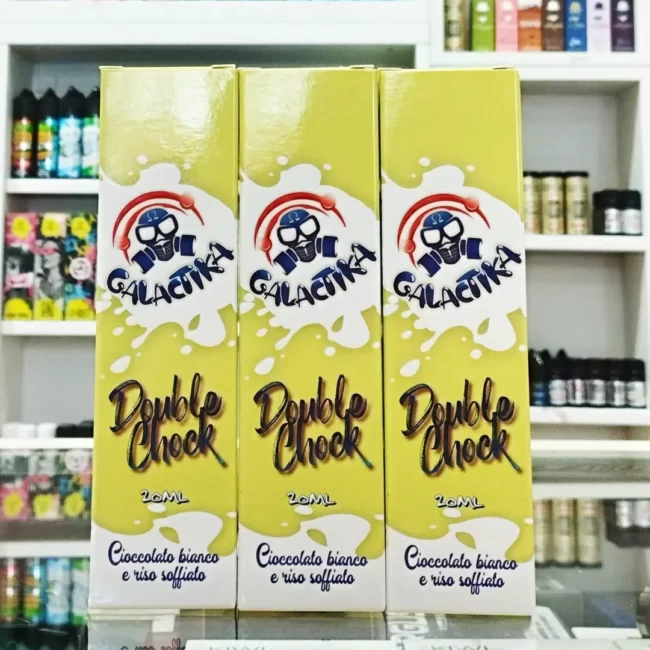 GALACTIKA
Double
Chock
20ML
Cioccolato bianco
e riso soffiato
GALACTIKA
Double
Chock
20ML
Cioccolato bianco
e riso soffiato
GALACTIKA
Double
Chock
20ML
Cioccolato bianco
e riso soffiato